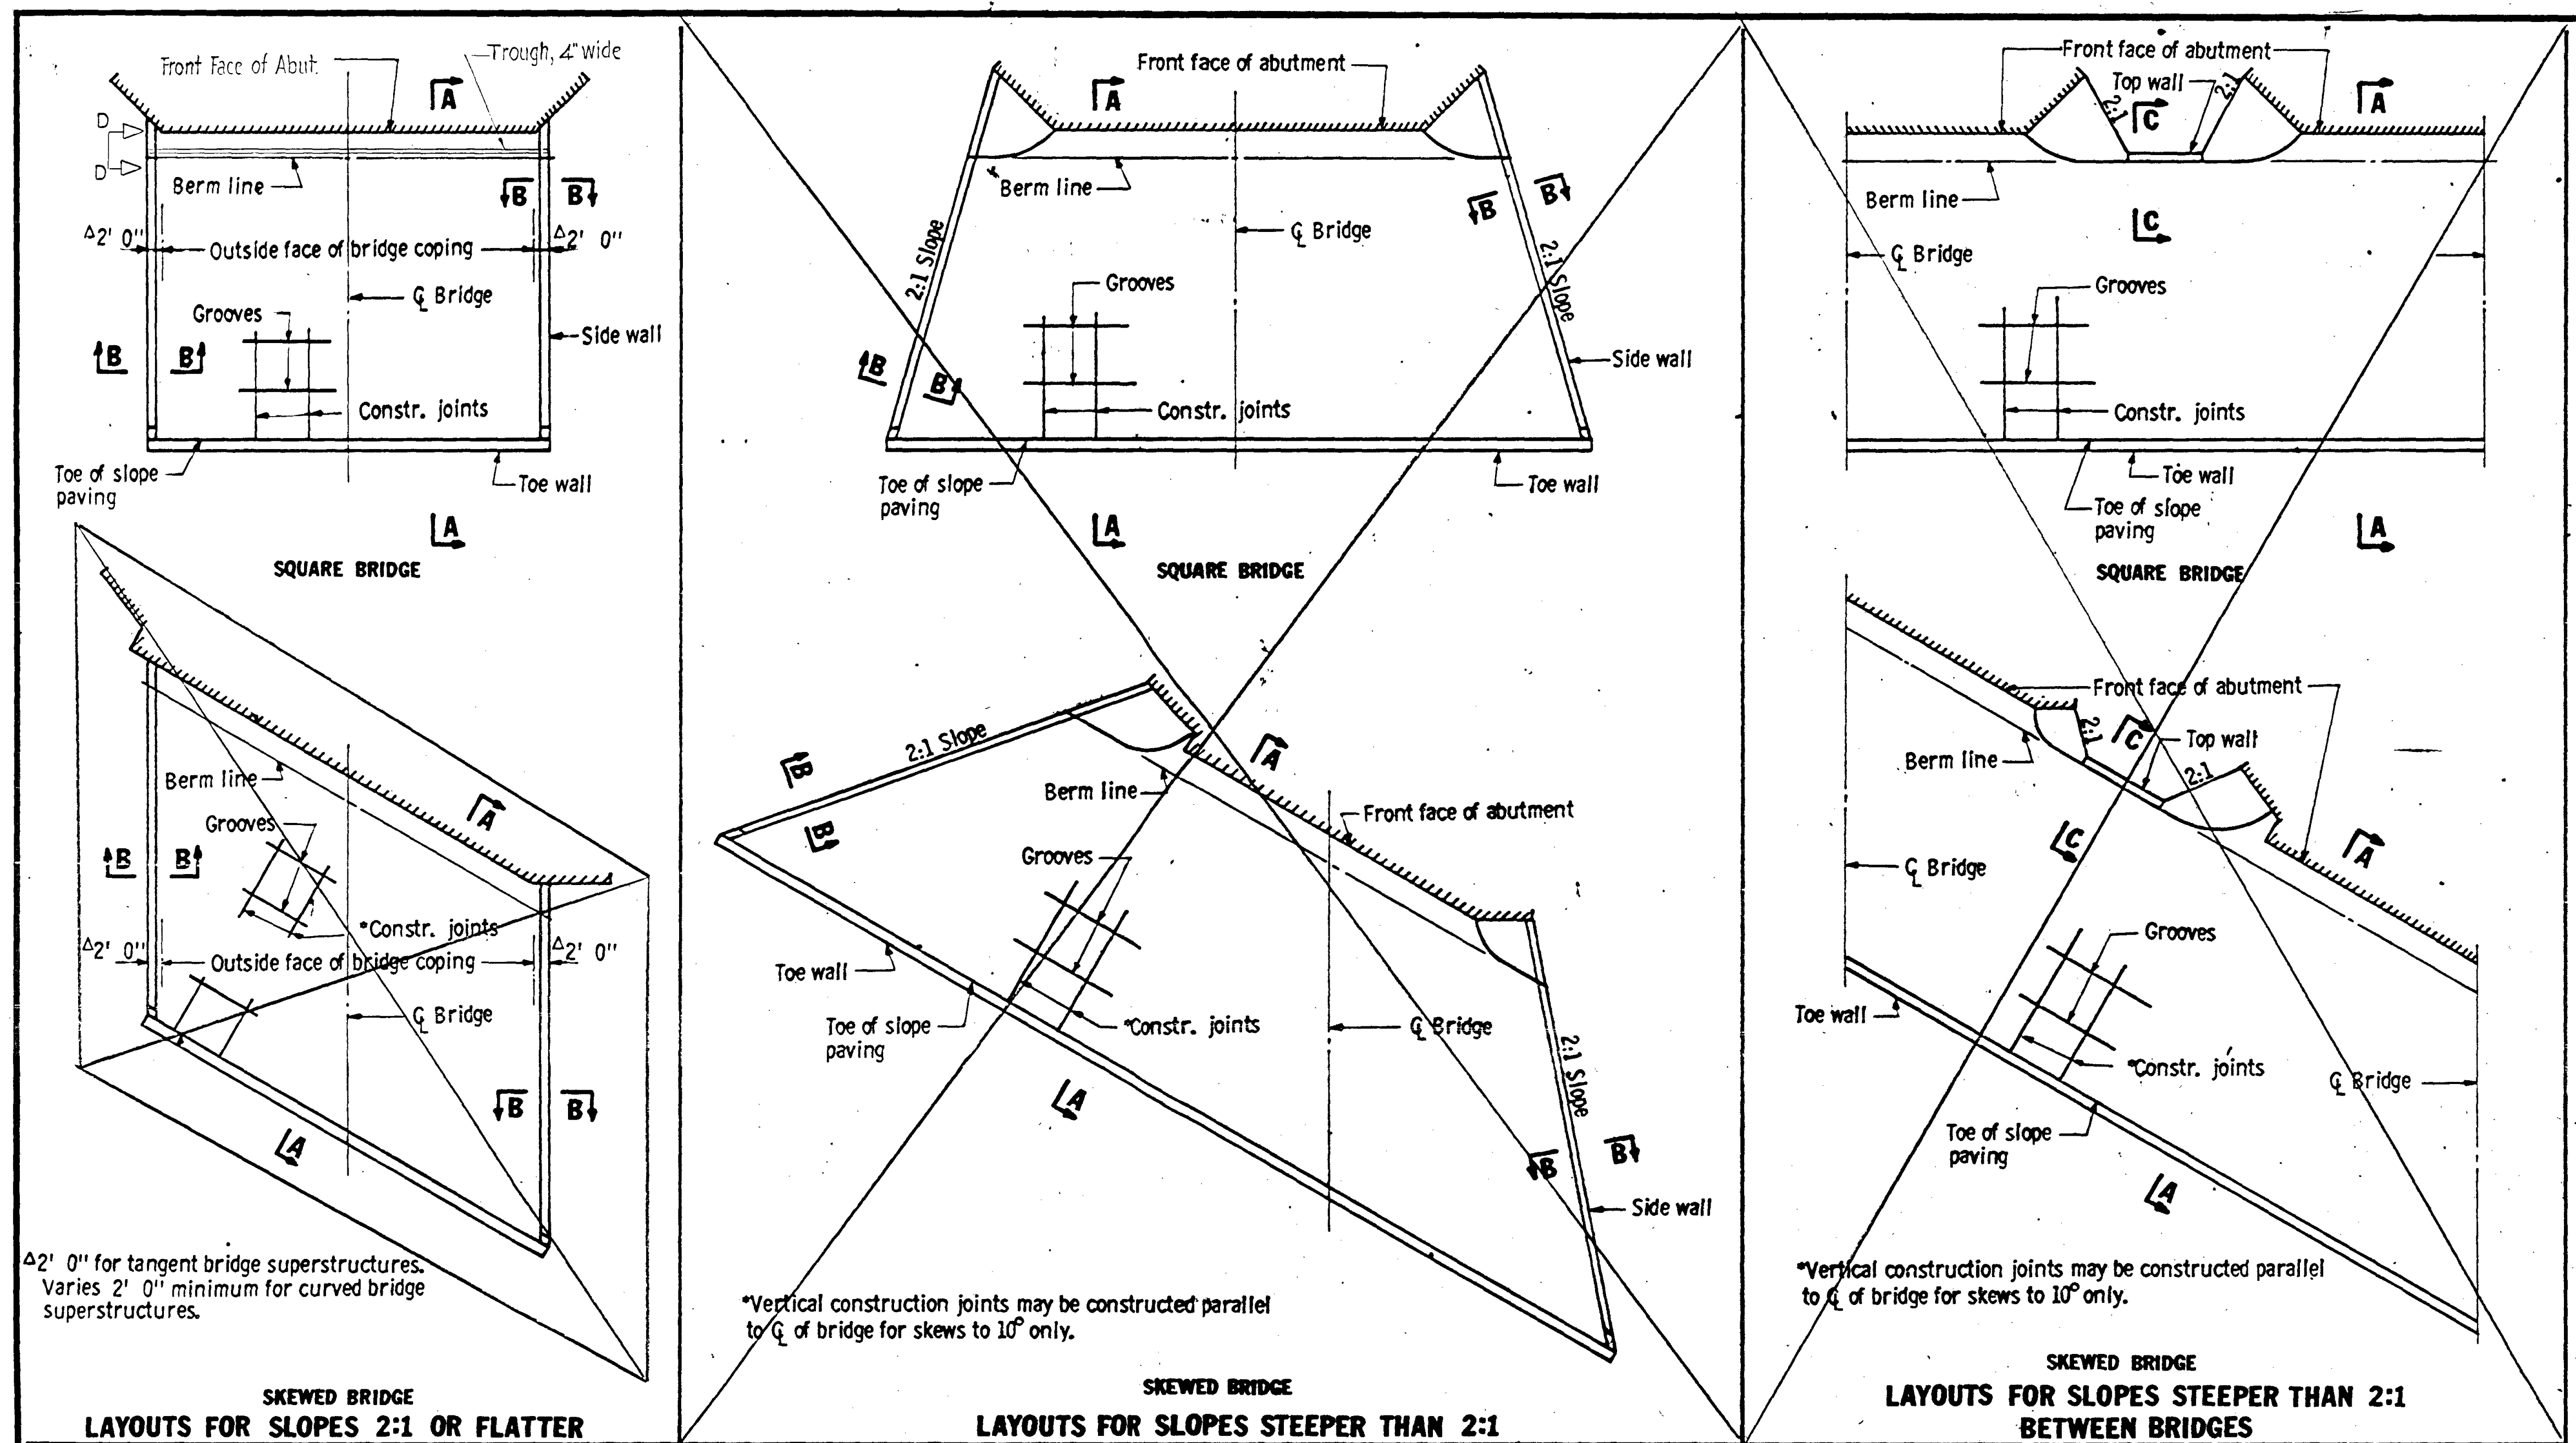 Front Face of Abut.
Trough, 4" wide
A
D
D
Berm line
B B
Δ2' 0"
Outside face of bridge coping
Δ2' 0"
℄ Bridge
Grooves
Side wall
B B
Constr. joints
Toe of slope
paving
Toe wall
A
SQUARE BRIDGE
Berm line
A
Grooves
B B
*Constr. joints
Δ2' 0"
Outside face of bridge coping
Δ2' 0"
℄ Bridge
B B
A
Δ2' 0" for tangent bridge superstructures.
Varies 2' 0" minimum for curved bridge
superstructures.
SKEWED BRIDGE
LAYOUTS FOR SLOPES 2:1 OR FLATTER
Front face of abutment
A
Berm line
B B
℄ Bridge
2:1 Slope
2:1 Slope
Grooves
Side wall
B B
Constr. joints
Toe of slope
paving
Toe wall
A
SQUARE BRIDGE
2:1 Slope
A
B
Berm line
B
Front face of abutment
Grooves
Toe wall
Toe of slope
paving
*Constr. joints
℄ Bridge
2:1 Slope
A
B B
Side wall
*Vertical construction joints may be constructed parallel
to ℄ of bridge for skews to 10° only.
SKEWED BRIDGE
LAYOUTS FOR SLOPES STEEPER THAN 2:1
Front face of abutment
Top wall
2:1
2:1
C
A
Berm line
C
℄ Bridge
Grooves
Constr. joints
Toe wall
Toe of slope
paving
A
SQUARE BRIDGE
Front face of abutment
2:1
C
Top wall
Berm line
2:1
C
A
℄ Bridge
Grooves
Toe wall
*Constr. joints
℄ Bridge
Toe of slope
paving
A
*Vertical construction joints may be constructed parallel
to ℄ of bridge for skews to 10° only.
SKEWED BRIDGE
LAYOUTS FOR SLOPES STEEPER THAN 2:1
BETWEEN BRIDGES